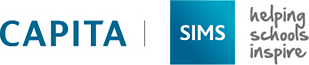 CAPITA
SIMS
helping
schools
inspire